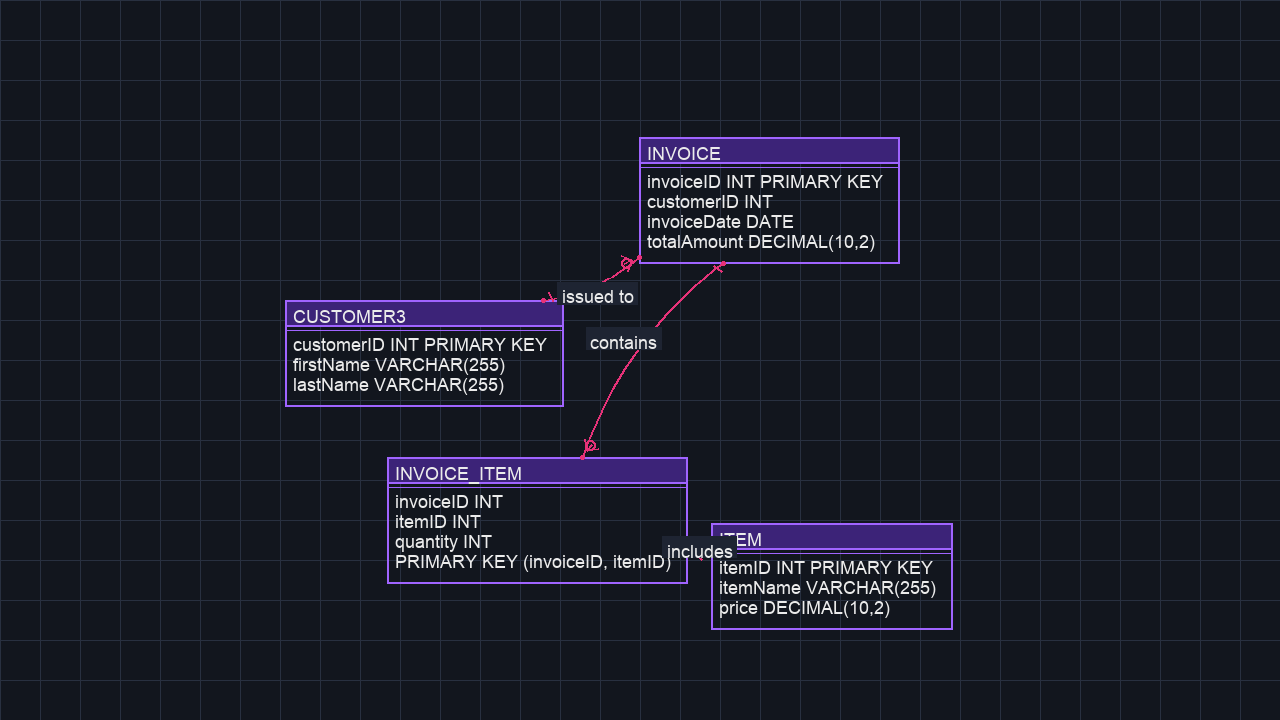 INVOICE
invoiceID INT PRIMARY KEY
customerID INT
invoiceDate DATE
totalAmount DECIMAL(10,2)
issued to
CUSTOMER3
customerID INT PRIMARY KEY
firstName VARCHAR(255)
lastName VARCHAR(255)
contains
INVOICE_ITEM
invoiceID INT
itemID INT
quantity INT
PRIMARY KEY (invoiceID, itemID)
includes
ITEM
itemID INT PRIMARY KEY
itemName VARCHAR(255)
price DECIMAL(10,2)